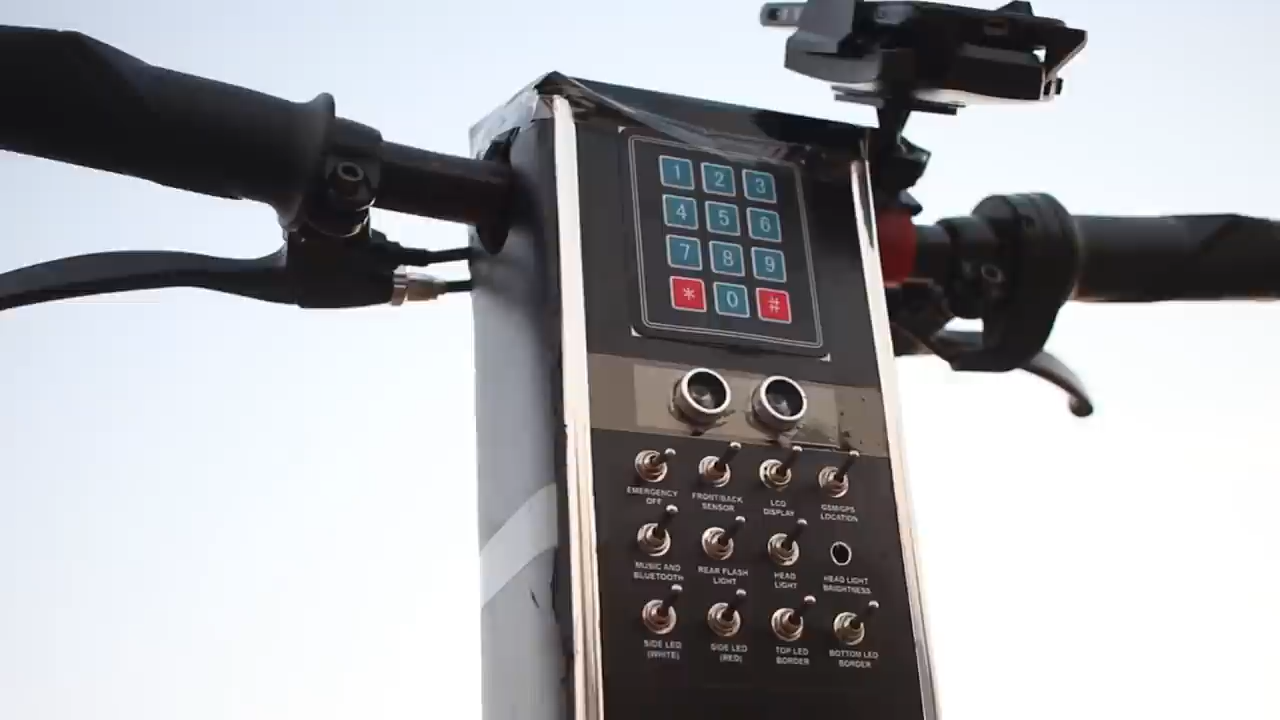 1 2 3
4 5 6
7 8 9
* 0 #
EMERGENCY
OFF
FRONT/BACK
SENSOR
LCD
DISPLAY
GSM/GPS
LOCATION
MUSIC AND
BLUETOOTH
REAR FLASH
LIGHT
HEAD
LIGHT
HEAD LIGHT
BRIGHTNESS
SIDE LED
(WHITE)
SIDE LED
(RED)
TOP LED
BORDER
BOTTOM LED
BORDER